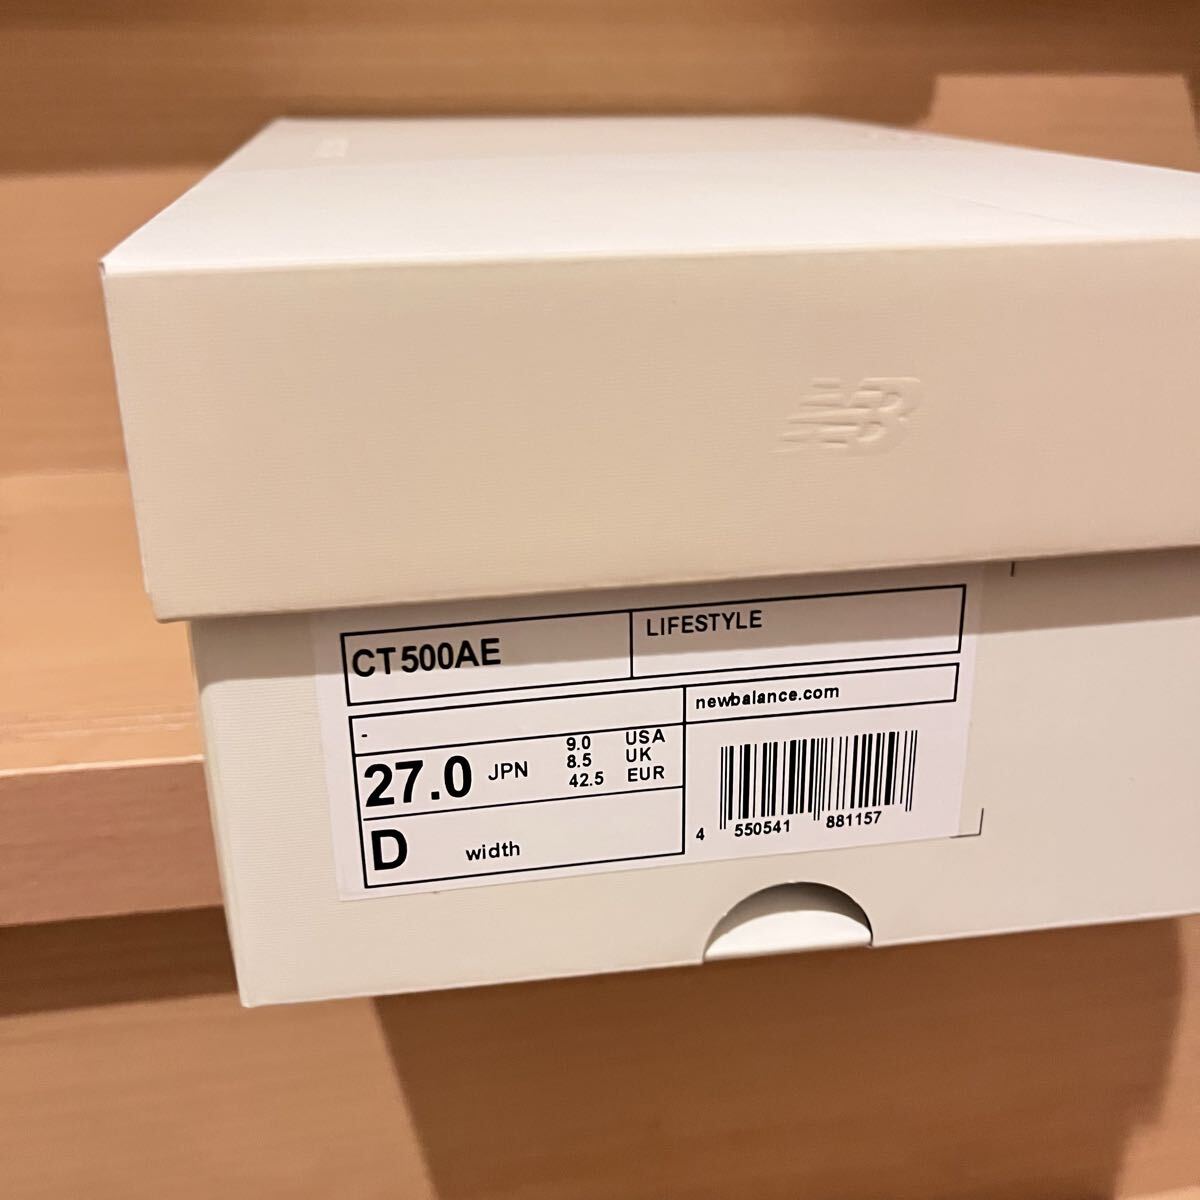 NB
CT500AE
LIFESTYLE
-
newbalance.com
27.0 JPN
9.0 USA
8.5 UK
42.5 EUR
D width
4 550541 881157